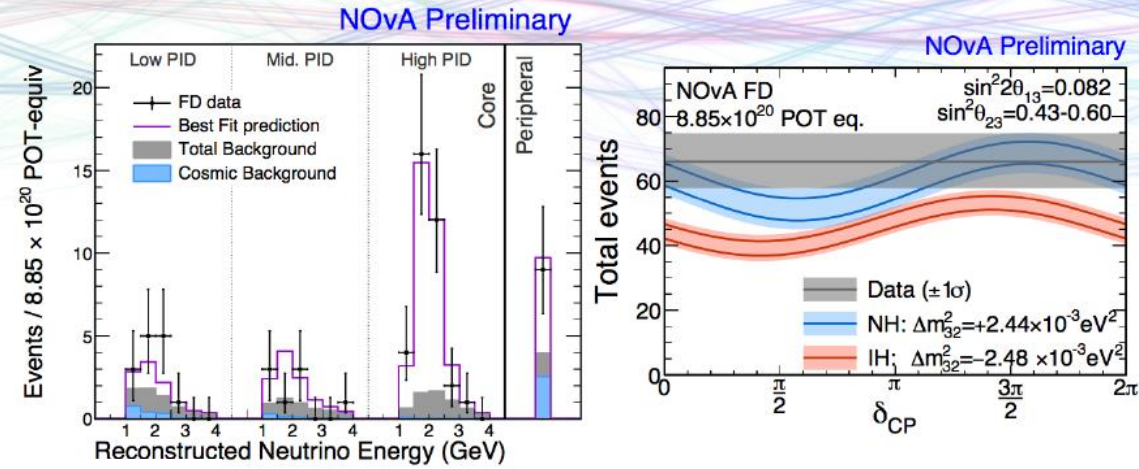 NOvA Preliminary
Low PID Mid. PID High PID
Core
Peripheral
Events / 8.85 × 10²⁰ POT-equiv
20
15
10
5
0
FD data
Best Fit prediction
Total Background
Cosmic Background
1 2 3 4 1 2 3 4 1 2 3 4
Reconstructed Neutrino Energy (GeV)
NOvA Preliminary
NOvA FD
8.85×10²⁰ POT eq.
sin²2θ₁₃=0.082
sin²θ₂₃=0.43-0.60
Total events
80
60
40
20
0
Data (±1σ)
NH: Δm²₃₂=+2.44×10⁻³eV²
IH: Δm²₃₂=−2.48 ×10⁻³eV²
0 π/2 π 3π/2 2π
δCP